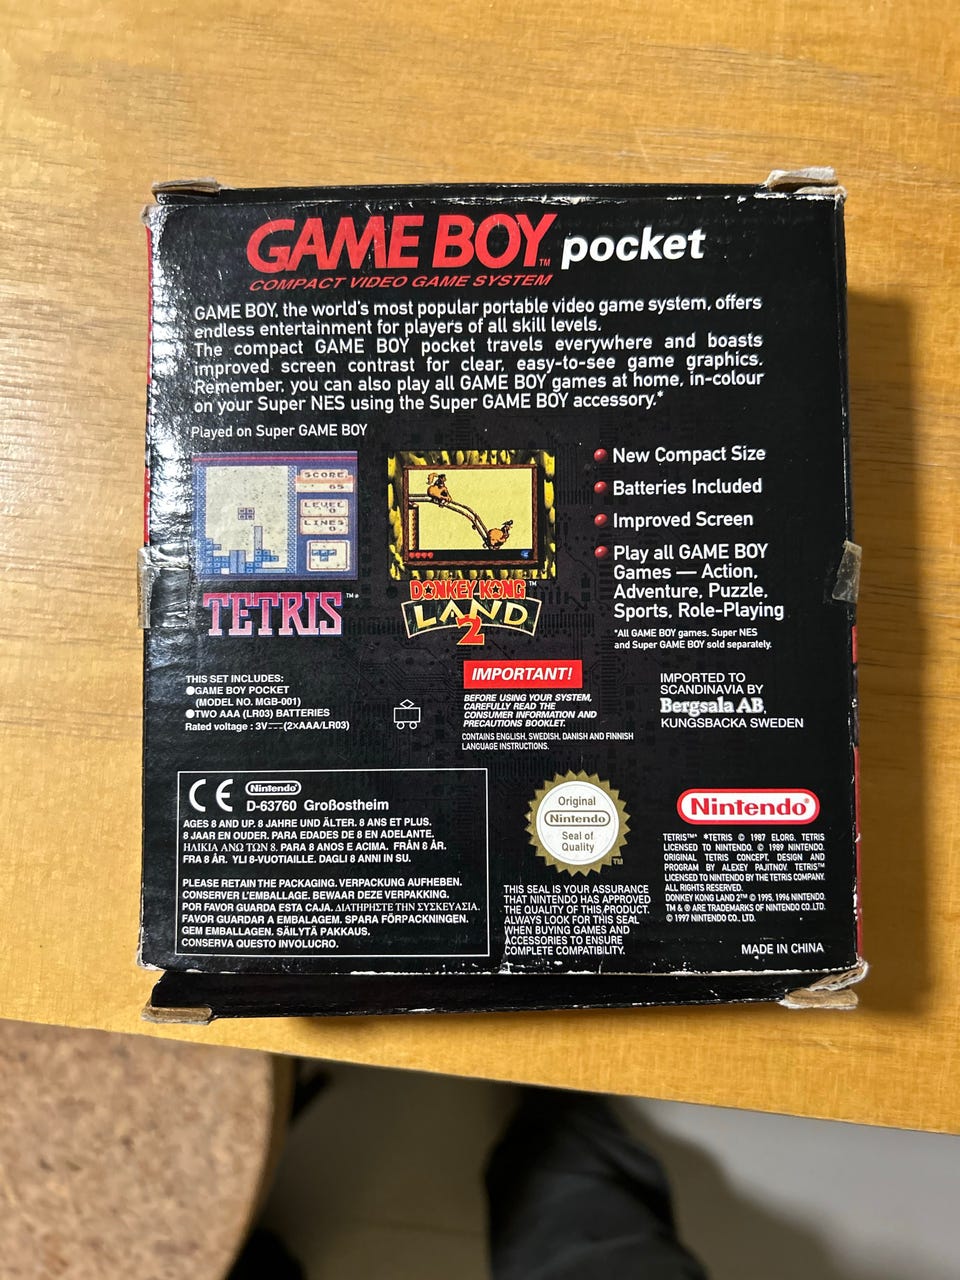 GAME BOY™ pocket
COMPACT VIDEO GAME SYSTEM
GAME BOY, the world's most popular portable video game system, offers
endless entertainment for players of all skill levels.
The compact GAME BOY pocket travels everywhere and boasts
improved screen contrast for clear, easy-to-see game graphics.
Remember, you can also play all GAME BOY games at home, in-colour
on your Super NES using the Super GAME BOY accessory.*
Played on Super GAME BOY
SCORE
65
LEVEL
0
LINES
0
TETRIS™*
DONKEY KONG™
LAND
2
New Compact Size
Batteries Included
Improved Screen
Play all GAME BOY
Games — Action,
Adventure, Puzzle,
Sports, Role-Playing
*All GAME BOY games, Super NES
and Super GAME BOY sold separately.
THIS SET INCLUDES:
●GAME BOY POCKET
(MODEL NO. MGB-001)
●TWO AAA (LR03) BATTERIES
Rated voltage : 3V⎓(2xAAA/LR03)
IMPORTANT!
BEFORE USING YOUR SYSTEM,
CAREFULLY READ THE
CONSUMER INFORMATION AND
PRECAUTIONS BOOKLET.
CONTAINS ENGLISH, SWEDISH, DANISH AND FINNISH
LANGUAGE INSTRUCTIONS.
IMPORTED TO
SCANDINAVIA BY
Bergsala AB.
KUNGSBACKA SWEDEN
CE Nintendo®
D-63760 Großostheim
AGES 8 AND UP. 8 JAHRE UND ÄLTER. 8 ANS ET PLUS.
8 JAAR EN OUDER. PARA EDADES DE 8 EN ADELANTE.
ΗΛΙΚΙΑ ΑΝΩ ΤΩΝ 8. PARA 8 ANOS E ACIMA. FRÅN 8 ÅR.
FRA 8 ÅR. YLI 8-VUOTIAILLE. DAGLI 8 ANNI IN SU.
PLEASE RETAIN THE PACKAGING. VERPACKUNG AUFHEBEN.
CONSERVER L'EMBALLAGE. BEWAAR DEZE VERPAKKING.
POR FAVOR GUARDA ESTA CAJA. ΔΙΑΤΗΡΗΣΤΕ ΤΗΝ ΣΥΣΚΕΥΑΣΙΑ.
FAVOR GUARDAR A EMBALAGEM. SPARA FÖRPACKNINGEN.
GEM EMBALLAGEN. SÄILYTÄ PAKKAUS.
CONSERVA QUESTO INVOLUCRO.
Original
Nintendo®
Seal of
Quality
TM
THIS SEAL IS YOUR ASSURANCE
THAT NINTENDO HAS APPROVED
THE QUALITY OF THIS PRODUCT.
ALWAYS LOOK FOR THIS SEAL
WHEN BUYING GAMES AND
ACCESSORIES TO ENSURE
COMPLETE COMPATIBILITY.
Nintendo®
TETRIS™* *TETRIS © 1987 ELORG. TETRIS
LICENSED TO NINTENDO. © 1989 NINTENDO.
ORIGINAL TETRIS CONCEPT, DESIGN AND
PROGRAM BY ALEXEY PAJITNOV. TETRIS™
LICENSED TO NINTENDO BY THE TETRIS COMPANY.
ALL RIGHTS RESERVED.
DONKEY KONG LAND 2™ © 1995, 1996 NINTENDO.
TM & ® ARE TRADEMARKS OF NINTENDO CO.LTD.
© 1997 NINTENDO CO., LTD.
MADE IN CHINA